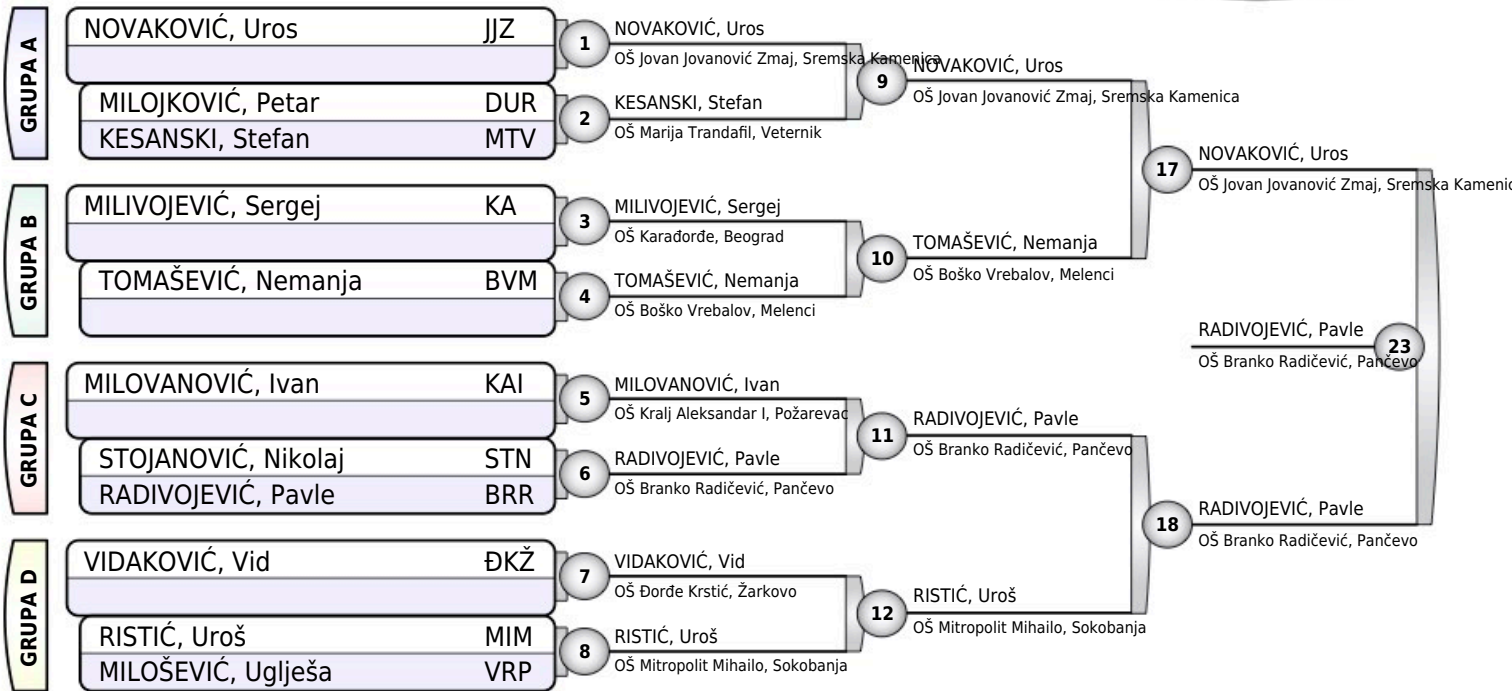 GRUPA A
NOVAKOVIĆ, Uros JJZ
MILOJKOVIĆ, Petar DUR
KESANSKI, Stefan MTV
GRUPA B
MILIVOJEVIĆ, Sergej KA
TOMAŠEVIĆ, Nemanja BVM
GRUPA C
MILOVANOVIĆ, Ivan KAI
STOJANOVIĆ, Nikolaj STN
RADIVOJEVIĆ, Pavle BRR
GRUPA D
VIDAKOVIĆ, Vid ĐKŽ
RISTIĆ, Uroš MIM
MILOŠEVIĆ, Uglješa VRP
1
NOVAKOVIĆ, Uros
OŠ Jovan Jovanović Zmaj, Sremska Kamenica
2
KESANSKI, Stefan
OŠ Marija Trandafil, Veternik
3
MILIVOJEVIĆ, Sergej
OŠ Karađorđe, Beograd
4
TOMAŠEVIĆ, Nemanja
OŠ Boško Vrebalov, Melenci
5
MILOVANOVIĆ, Ivan
OŠ Kralj Aleksandar I, Požarevac
6
RADIVOJEVIĆ, Pavle
OŠ Branko Radičević, Pančevo
7
VIDAKOVIĆ, Vid
OŠ Đorđe Krstić, Žarkovo
8
RISTIĆ, Uroš
OŠ Mitropolit Mihailo, Sokobanja
9
NOVAKOVIĆ, Uros
OŠ Jovan Jovanović Zmaj, Sremska Kamenica
10
TOMAŠEVIĆ, Nemanja
OŠ Boško Vrebalov, Melenci
11
RADIVOJEVIĆ, Pavle
OŠ Branko Radičević, Pančevo
12
RISTIĆ, Uroš
OŠ Mitropolit Mihailo, Sokobanja
17
NOVAKOVIĆ, Uros
OŠ Jovan Jovanović Zmaj, Sremska Kamenic
18
RADIVOJEVIĆ, Pavle
OŠ Branko Radičević, Pančevo
23
RADIVOJEVIĆ, Pavle
OŠ Branko Radičević, Pančevo